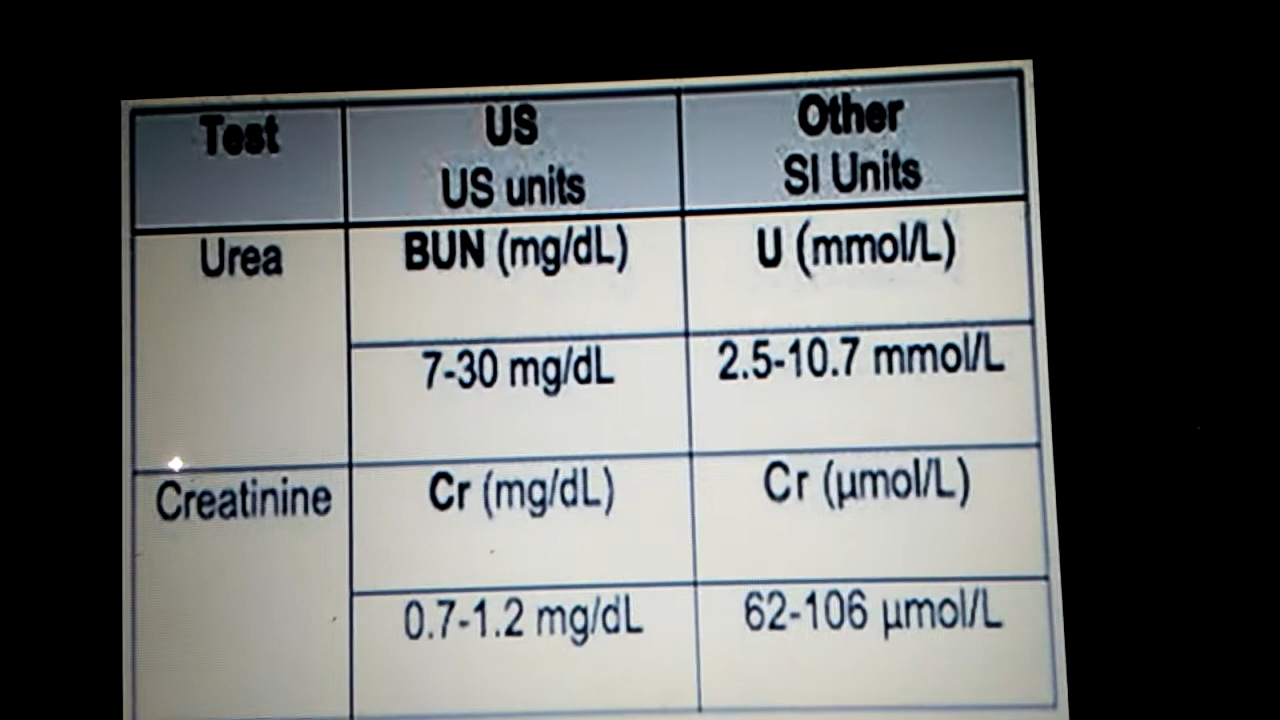 Test
US
US units
Other
SI Units
Urea
BUN (mg/dL)
U (mmol/L)
7-30 mg/dL
2.5-10.7 mmol/L
Creatinine
Cr (mg/dL)
Cr (µmol/L)
0.7-1.2 mg/dL
62-106 µmol/L